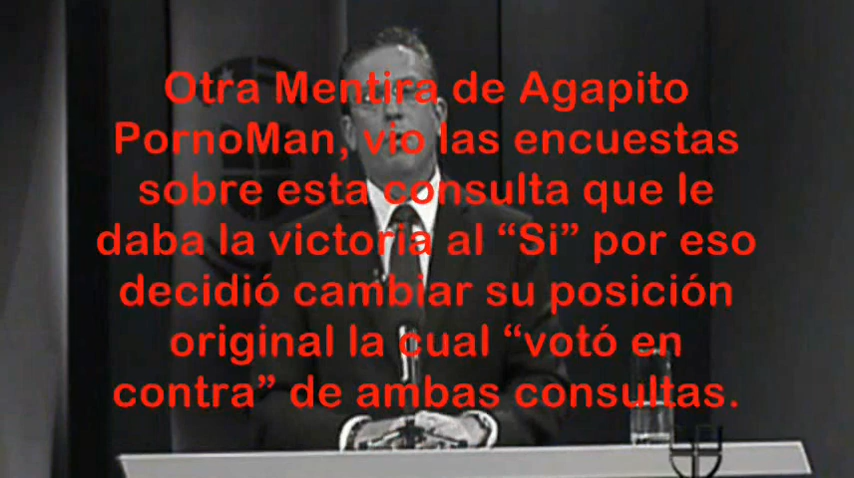 Otra Mentira de Agapito
PornoMan, vio las encuestas
sobre esta consulta que le
daba la victoria al “Si” por eso
decidió cambiar su posición
original la cual “votó en
contra” de ambas consultas.